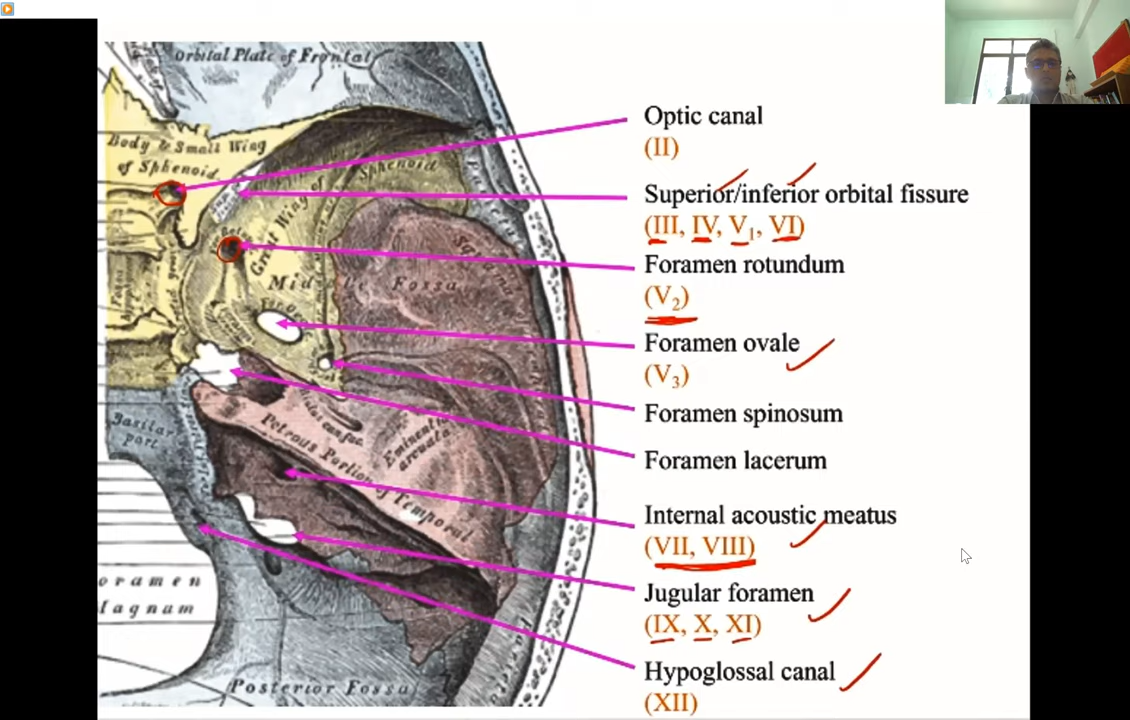 Orbital Plate of Frontal
Body & Small Wing
of Sphenoid
Great Wing of
Sphenoid
Squama
Middle Fossa
Petrous Portion of Temporal
Eminentia
arcuata
Basilar
part
oramen
Magnam
Posterior Fossa
Optic canal
(II)
Superior/inferior orbital fissure
(III, IV, V₁, VI)
Foramen rotundum
(V₂)
Foramen ovale
(V₃)
Foramen spinosum
Foramen lacerum
Internal acoustic meatus
(VII, VIII)
Jugular foramen
(IX, X, XI)
Hypoglossal canal
(XII)